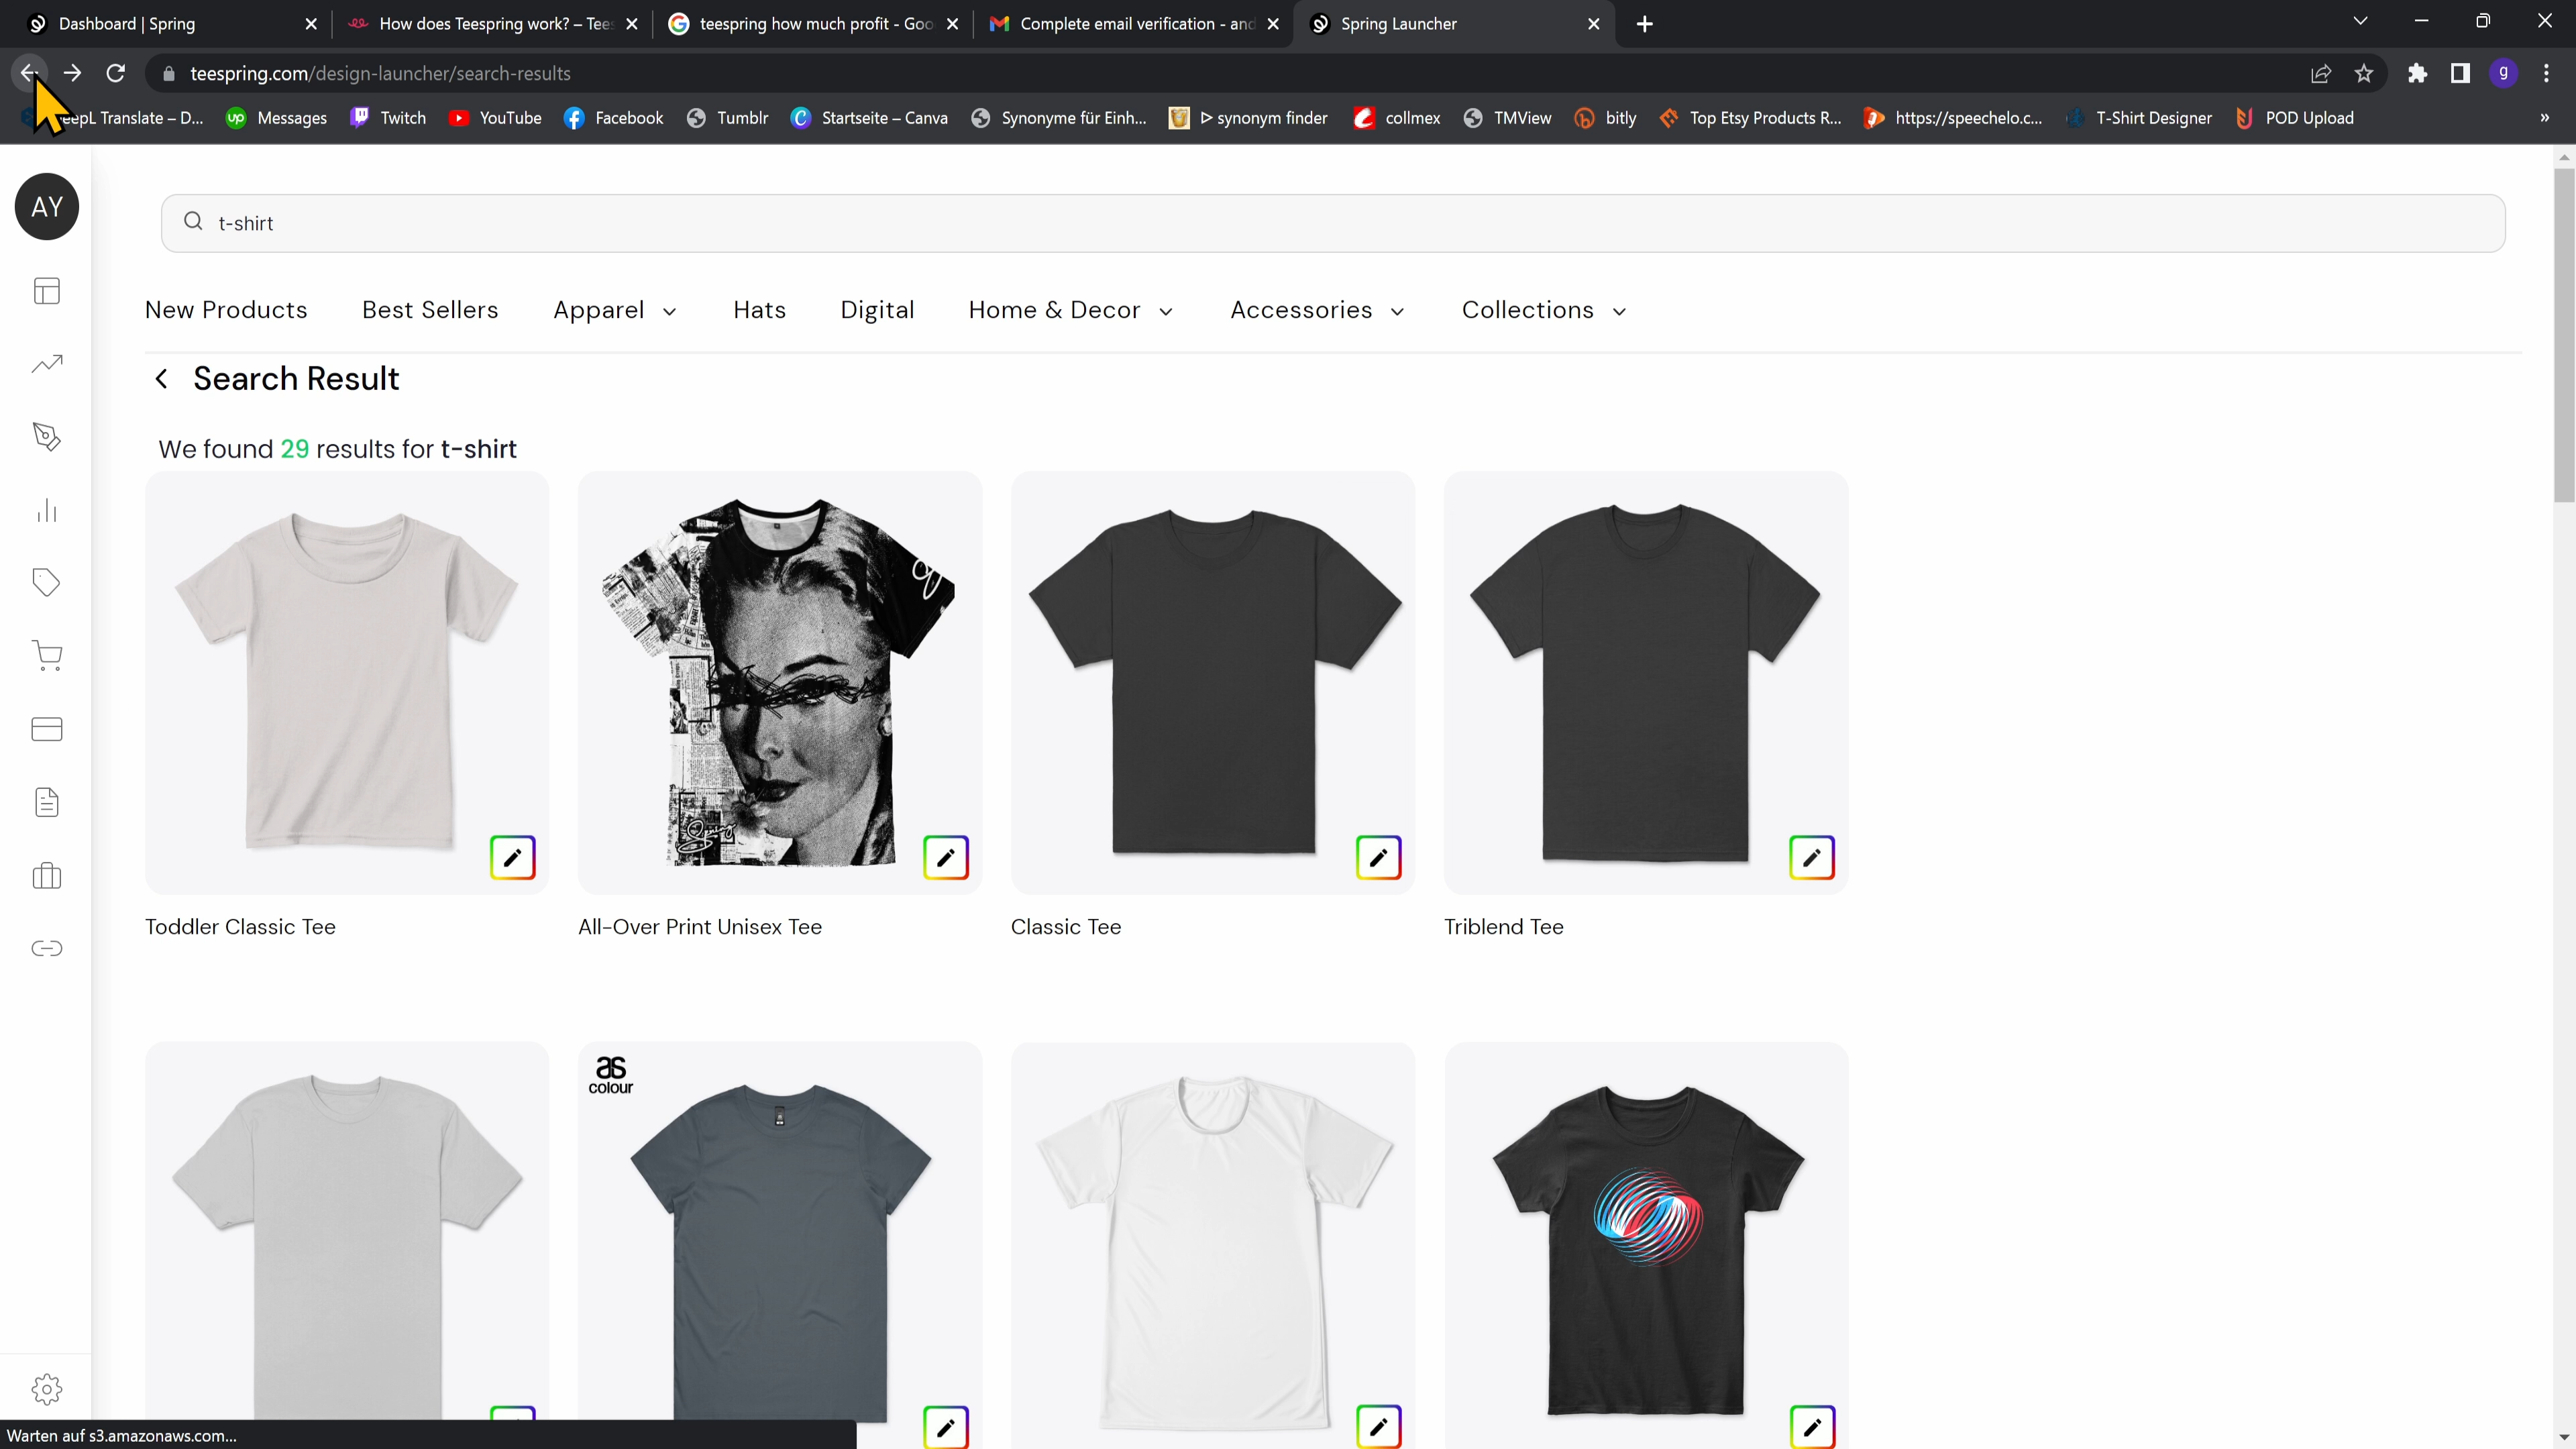 Dashboard | Spring
How does Teespring work? – Tees
teespring how much profit - Goo
Complete email verification - and
Spring Launcher
teespring.com/design-launcher/search-results
g
eepL Translate – D...
up
Messages
Twitch
YouTube
Facebook
Tumblr
Startseite – Canva
Synonyme für Einh...
ᐅ synonym finder
collmex
TMView
bitly
Top Etsy Products R...
https://speechelo.c...
T-Shirt Designer
POD Upload
»
AY
t-shirt
New Products
Best Sellers
Apparel
Hats
Digital
Home & Decor
Accessories
Collections
Search Result
We found 29 results for t-shirt
Toddler Classic Tee
All-Over Print Unisex Tee
Classic Tee
Triblend Tee
as
colour
Warten auf s3.amazonaws.com...